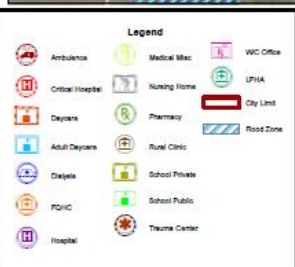 Legend
Ambulance
Critical Hospital
H
Daycare
Adult Daycare
Dialysis
FQHC
Hospital
H
Medical Misc
Nursing Home
Pharmacy
Rx
Rural Clinic
School Private
School Public
Trauma Center
WIC Office
LPHA
City Limit
Flood Zone